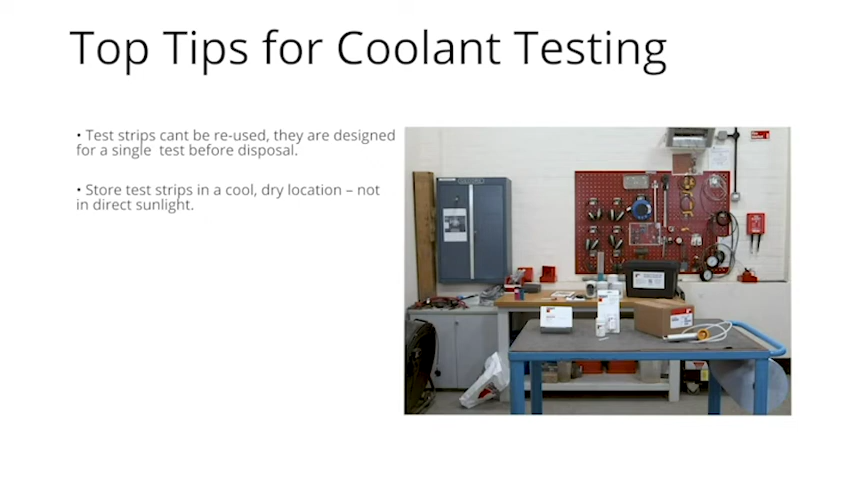 Top Tips for Coolant Testing
• Test strips cant be re-used, they are designed
for a single  test before disposal.
• Store test strips in a cool, dry location – not
in direct sunlight.